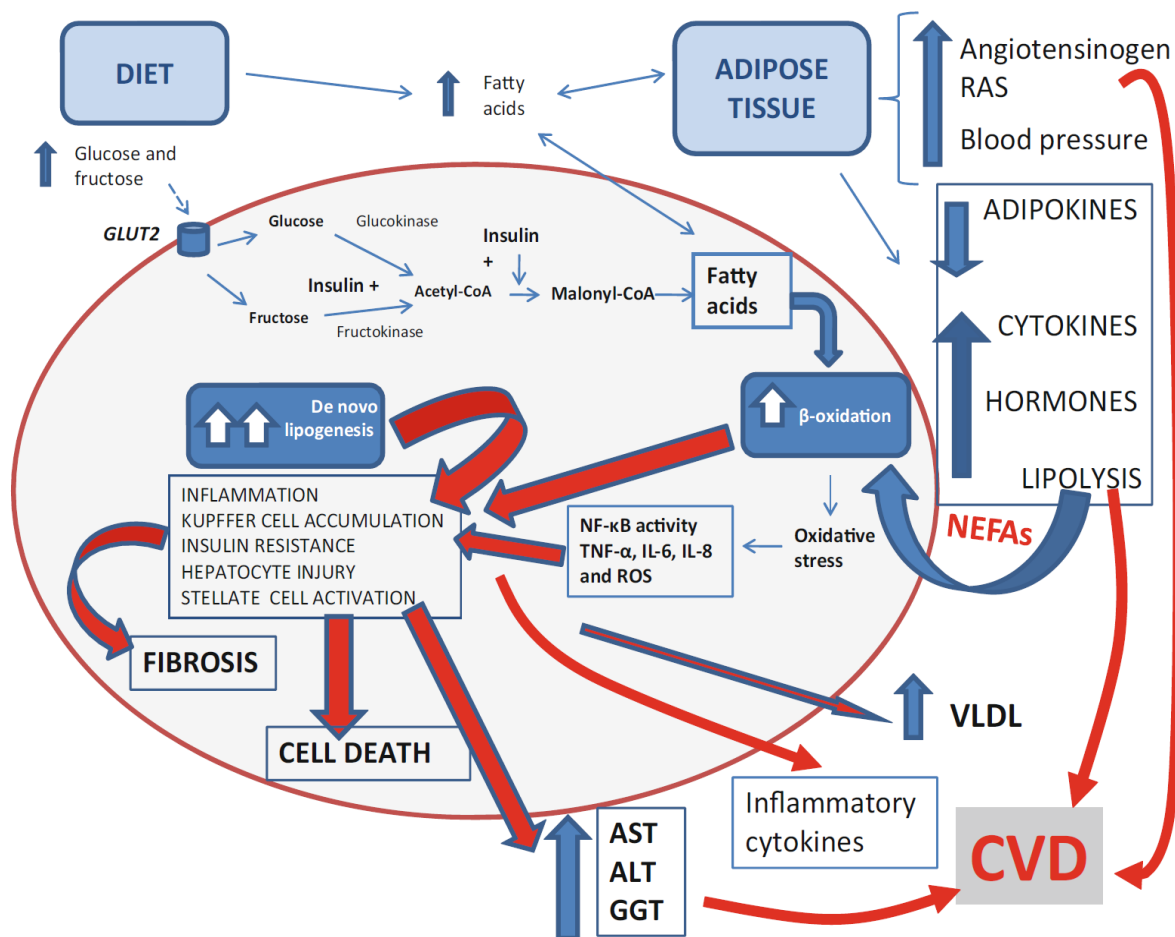 DIET
Fatty
acids
ADIPOSE
TISSUE
Angiotensinogen
RAS
Blood pressure
Glucose and
fructose
GLUT2
Glucose
Glucokinase
Insulin
+
Insulin +
Acetyl-CoA
Malonyl-CoA
Fatty
acids
Fructose
Fructokinase
ADIPOKINES
CYTOKINES
HORMONES
LIPOLYSIS
De novo
lipogenesis
β-oxidation
NEFAs
INFLAMMATION
KUPFFER CELL ACCUMULATION
INSULIN RESISTANCE
HEPATOCYTE INJURY
STELLATE CELL ACTIVATION
NF-κB activity
TNF-α, IL-6, IL-8
and ROS
Oxidative
stress
FIBROSIS
VLDL
CELL DEATH
Inflammatory
cytokines
AST
ALT
GGT
CVD